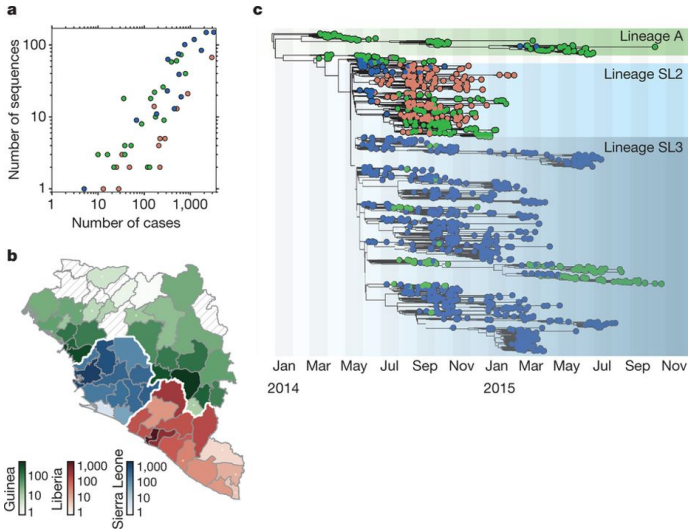 a
Number of sequences
100
10
1
1
10
100
1,000
Number of cases
b
Guinea
100
10
1
Liberia
1,000
100
10
1
Sierra Leone
1,000
100
10
1
c
Lineage A
Lineage SL2
Lineage SL3
Jan Mar May Jul Sep Nov Jan Mar May Jul Sep Nov
2014 2015